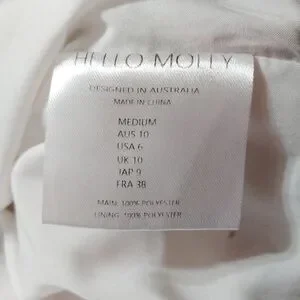 HELLO MOLLY
DESIGNED IN AUSTRALIA
MADE IN CHINA
MEDIUM
AUS 10
USA 6
UK 10
JAP 9
FRA 38
MAIN: 100% POLYESTER
LINING: 100% POLYESTER